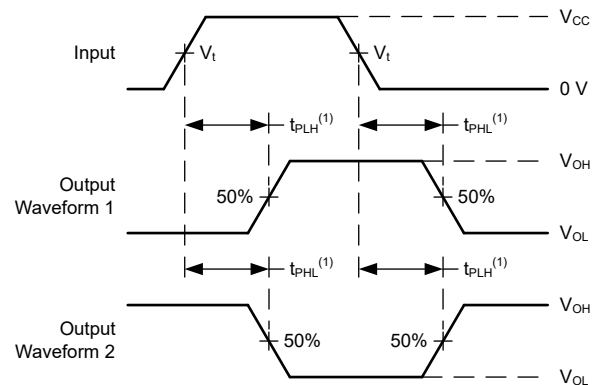 V_CC
Input
V_t
V_t
0 V
t_PLH^(1)
t_PHL^(1)
V_OH
Output
Waveform 1
50%
50%
V_OL
t_PHL^(1)
t_PLH^(1)
V_OH
Output
Waveform 2
50%
50%
V_OL